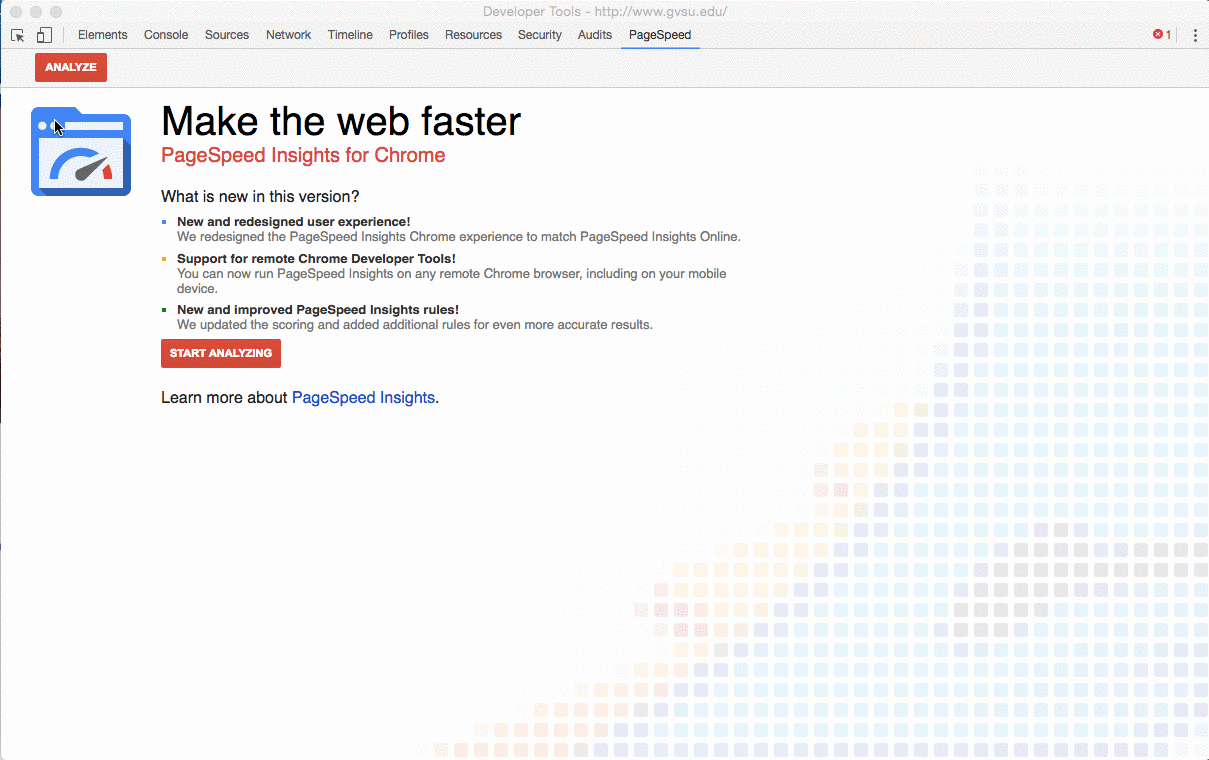 Developer Tools - http://www.gvsu.edu/
Elements Console Sources Network Timeline Profiles Resources Security Audits PageSpeed 1
ANALYZE
Make the web faster
PageSpeed Insights for Chrome
What is new in this version?
New and redesigned user experience!
We redesigned the PageSpeed Insights Chrome experience to match PageSpeed Insights Online.
Support for remote Chrome Developer Tools!
You can now run PageSpeed Insights on any remote Chrome browser, including on your mobile
device.
New and improved PageSpeed Insights rules!
We updated the scoring and added additional rules for even more accurate results.
START ANALYZING
Learn more about PageSpeed Insights.